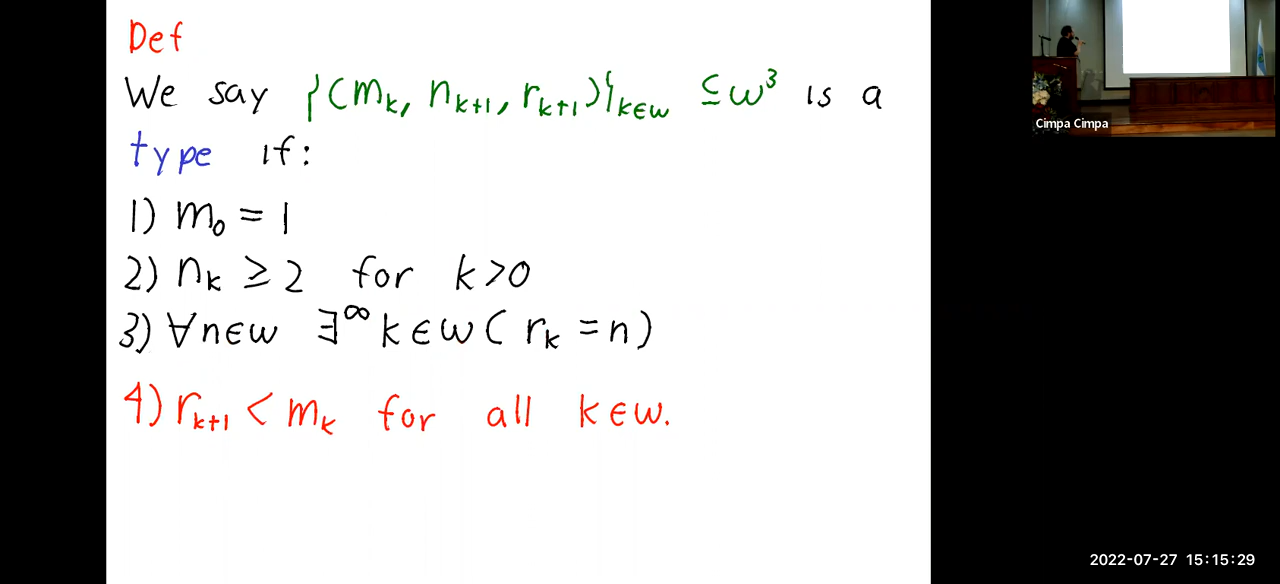 Def
We say {(m_k, n_{k+1}, r_{k+1})}_{k∈ω} ⊆ ω³ is a
type if:
1) m₀ = 1
2) n_k ≥ 2 for k>0
3) ∀n∈ω ∃^∞ k∈ω ( r_k = n )
4) r_{k+1} < m_k for all k∈ω.
Cimpa Cimpa
2022-07-27 15:15:29